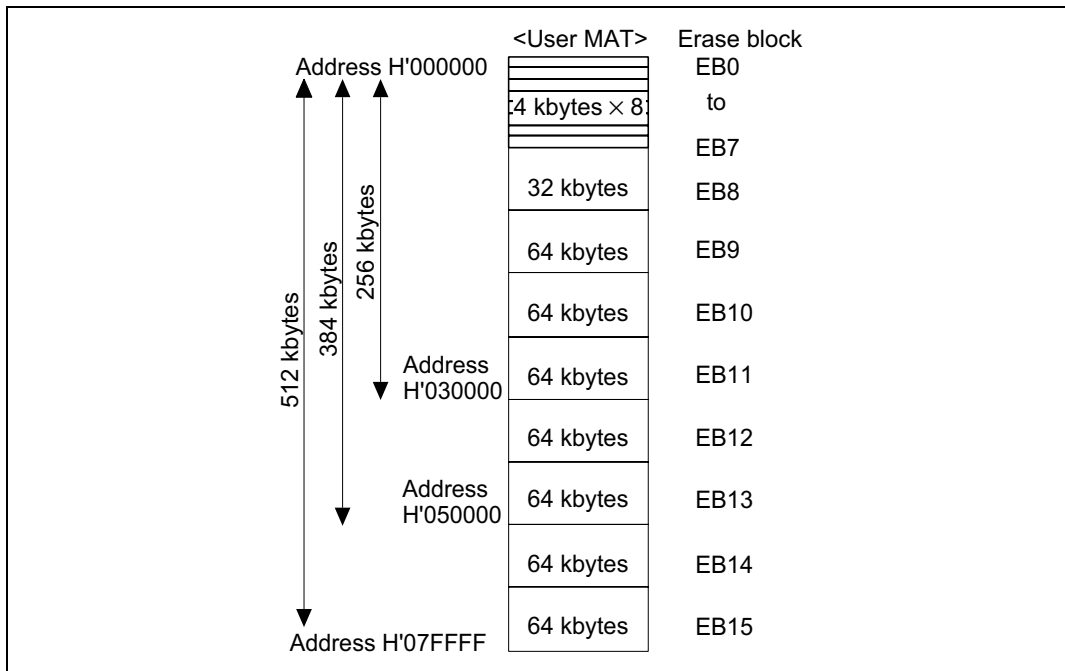 <User MAT> Erase block
Address H'000000 EB0
4 kbytes × 8 to
EB7
32 kbytes EB8
64 kbytes EB9
64 kbytes EB10
64 kbytes EB11
64 kbytes EB12
64 kbytes EB13
64 kbytes EB14
64 kbytes EB15
512 kbytes
384 kbytes
256 kbytes
Address
H'030000
Address
H'050000
Address H'07FFFF